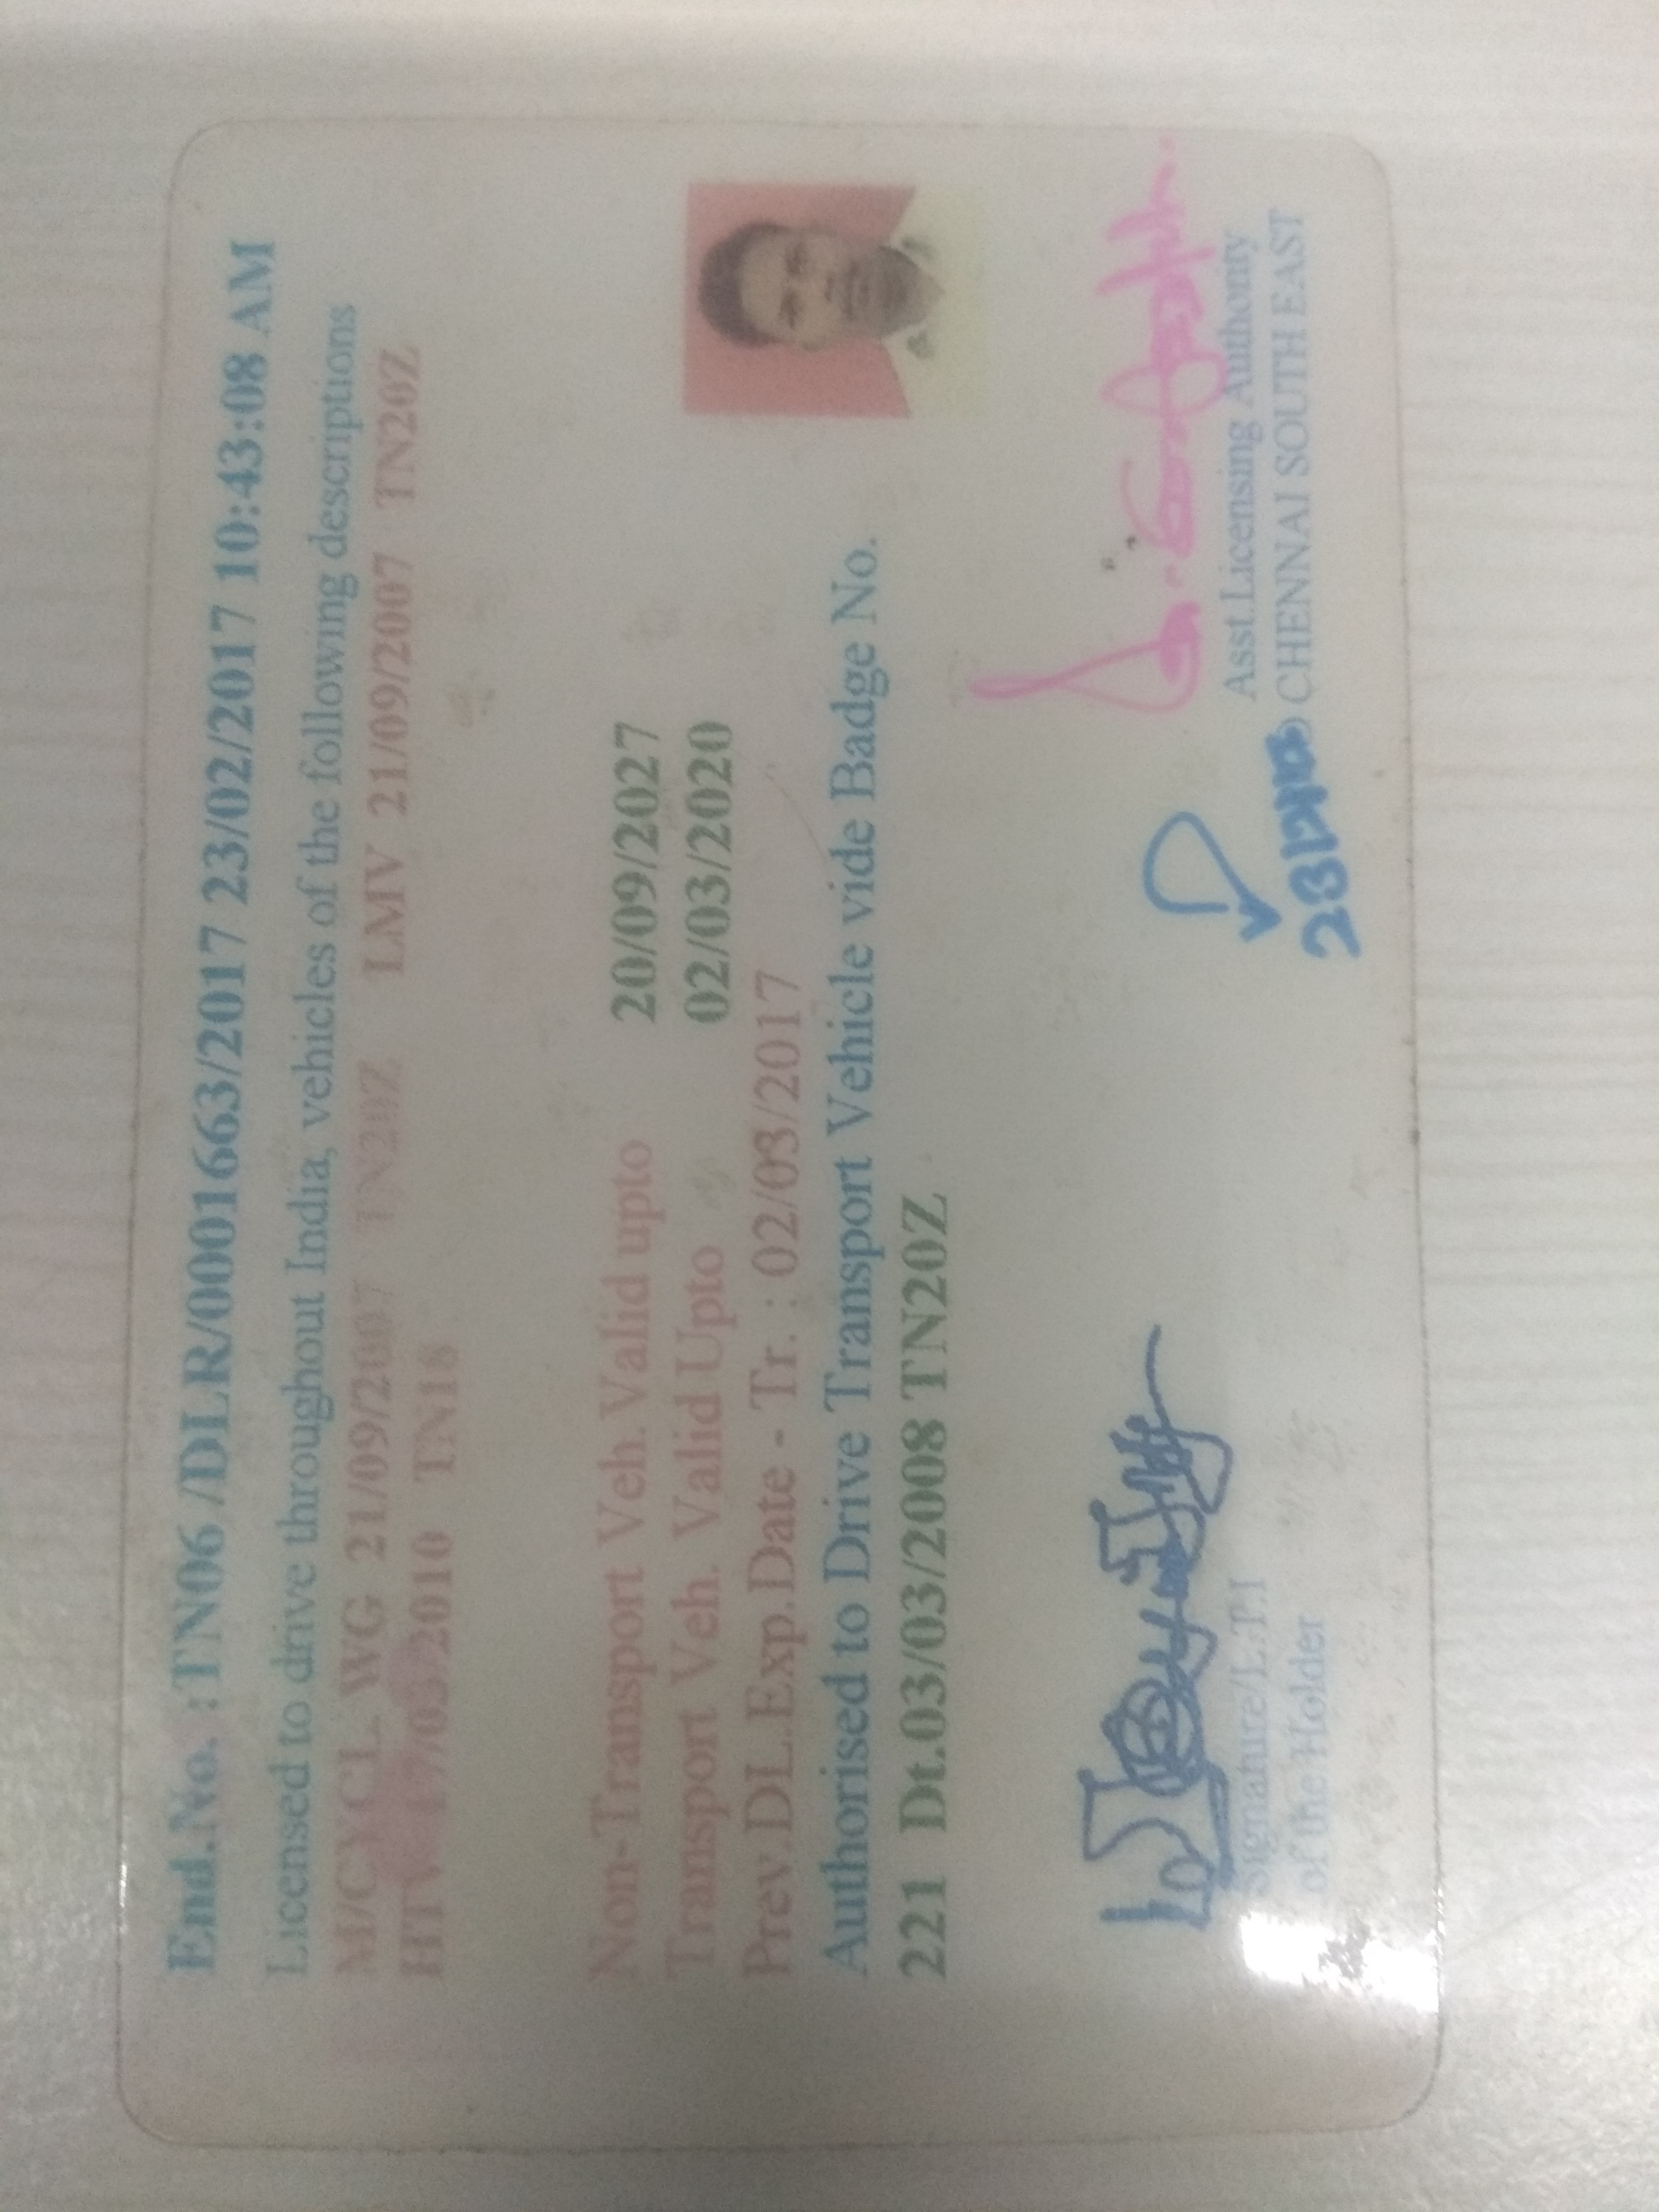 End.No. : TN06 /DLR/0001663/2017 23/02/2017 10:43:08 AM
Licensed to drive throughout India, vehicles of the following descriptions
M/CYCL. WG 21/09/2007 TN20Z LMV 21/09/2007 TN20Z
HTV 17/03/2010 TN18
Non-Transport Veh. Valid upto 20/09/2027
Transport Veh. Valid Upto 02/03/2020
Prev.DL.Exp.Date - Tr. : 02/03/2017
Authorised to Drive Transport Vehicle vide Badge No.
221 Dt.03/03/2008 TN20Z
Signature/L.T.I
of the Holder
Asst.Licensing Authority
CHENNAI SOUTH EAST